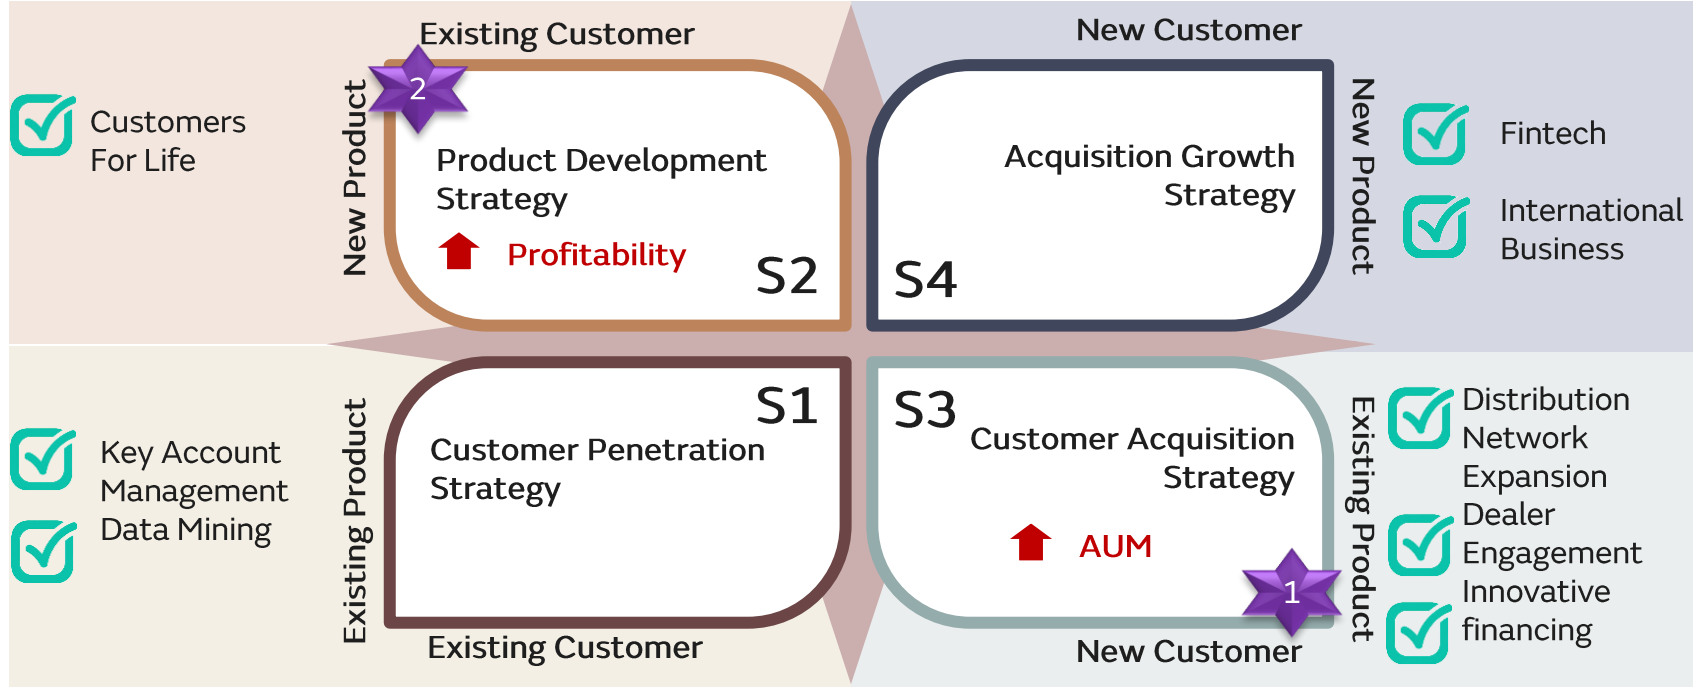 Existing Customer
New Customer
Customers
For Life
New Product
2
Product Development
Strategy
Profitability
S2
Acquisition Growth
Strategy
S4
New Product
Fintech
International
Business
Key Account
Management
Data Mining
Existing Product
S1
Customer Penetration
Strategy
Existing Customer
S3
Customer Acquisition
Strategy
AUM
1
New Customer
Existing Product
Distribution
Network
Expansion
Dealer
Engagement
Innovative
financing